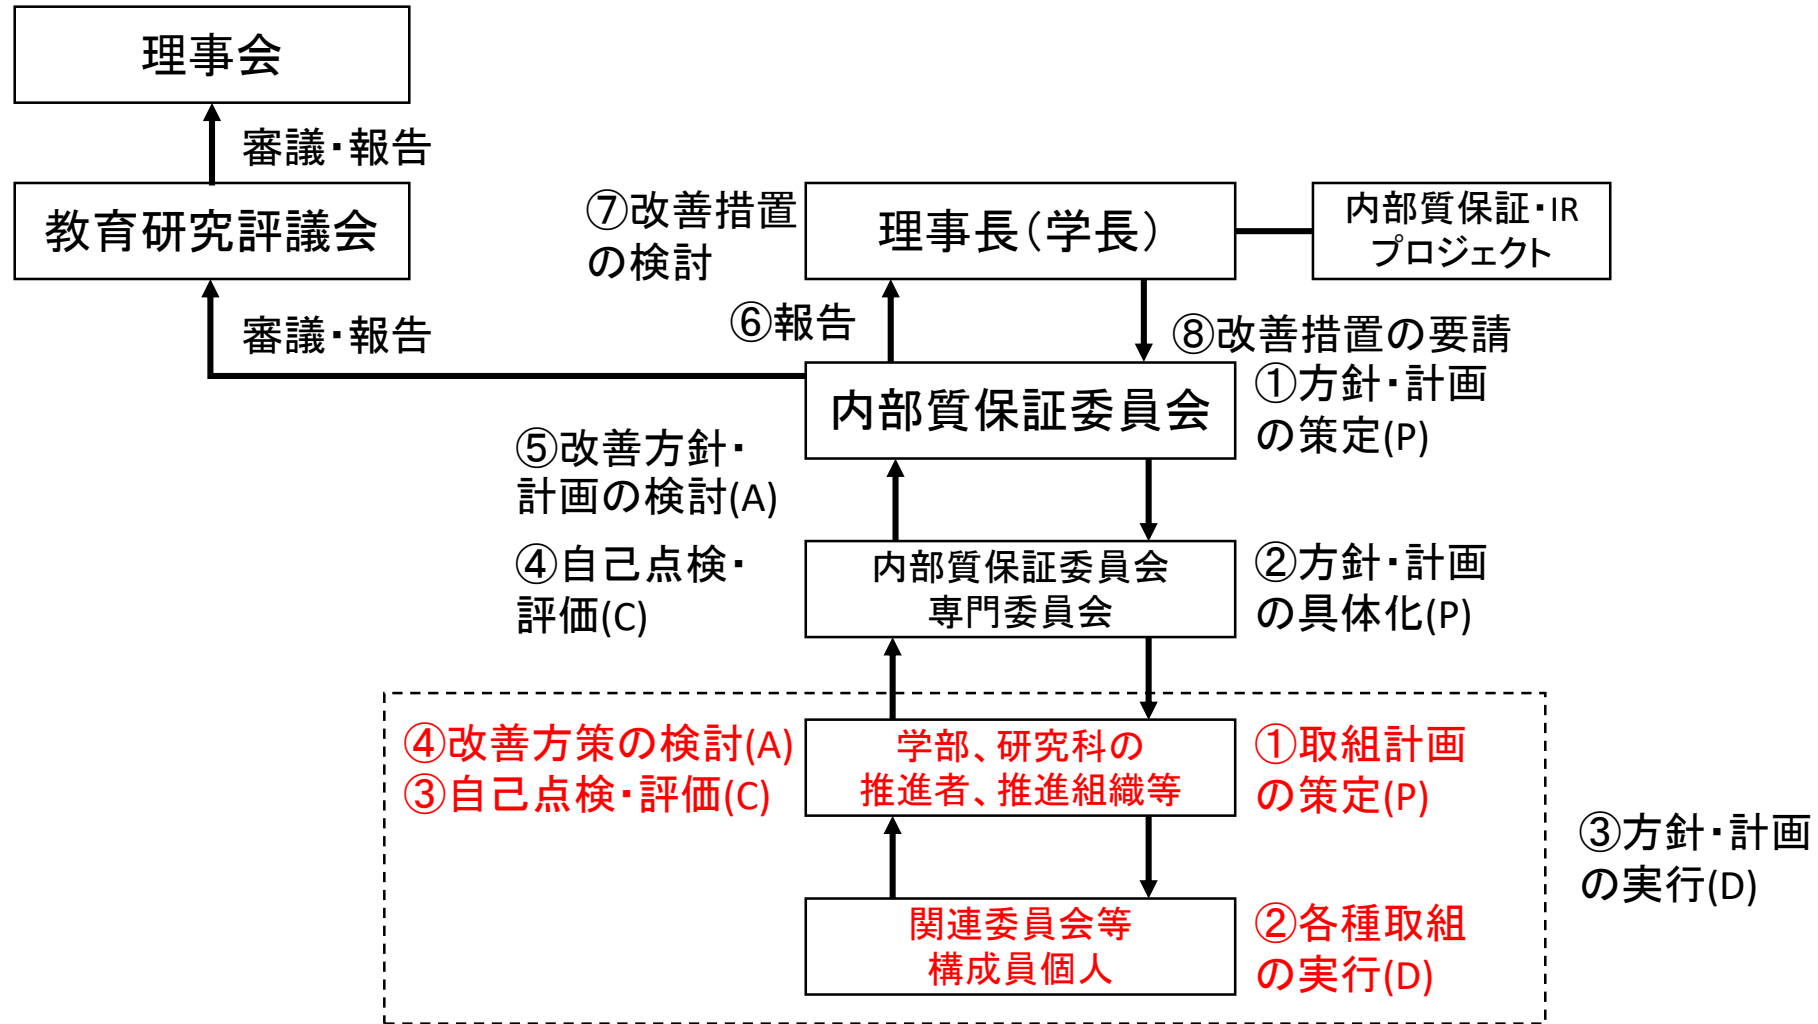 理事会
審議・報告
教育研究評議会
審議・報告
⑦改善措置
の検討
理事長(学長)
内部質保証・IR
プロジェクト
⑥報告
⑧改善措置の要請
内部質保証委員会
①方針・計画
の策定(P)
⑤改善方針・
計画の検討(A)
④自己点検・
評価(C)
内部質保証委員会
専門委員会
②方針・計画
の具体化(P)
④改善方策の検討(A)
③自己点検・評価(C)
学部、研究科の
推進者、推進組織等
①取組計画
の策定(P)
③方針・計画
の実行(D)
関連委員会等
構成員個人
②各種取組
の実行(D)